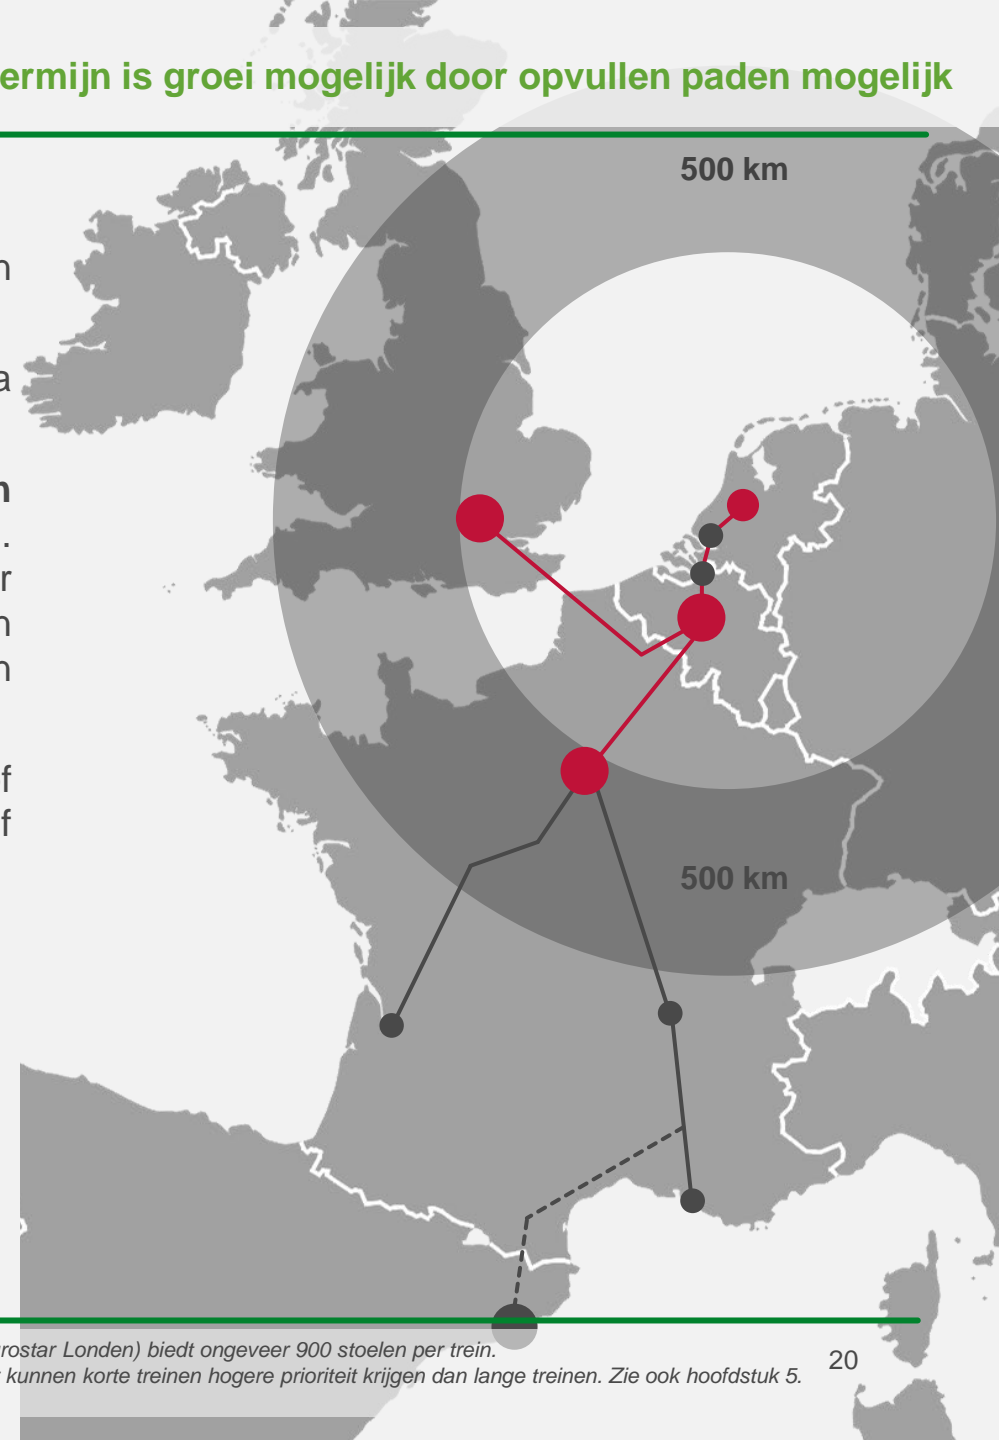 ermijn is groei mogelijk door opvullen paden mogelijk
500 km
n
a
n
.
r
n
n
f
f
500 km
rostar Londen) biedt ongeveer 900 stoelen per trein.
kunnen korte treinen hogere prioriteit krijgen dan lange treinen. Zie ook hoofdstuk 5.
20